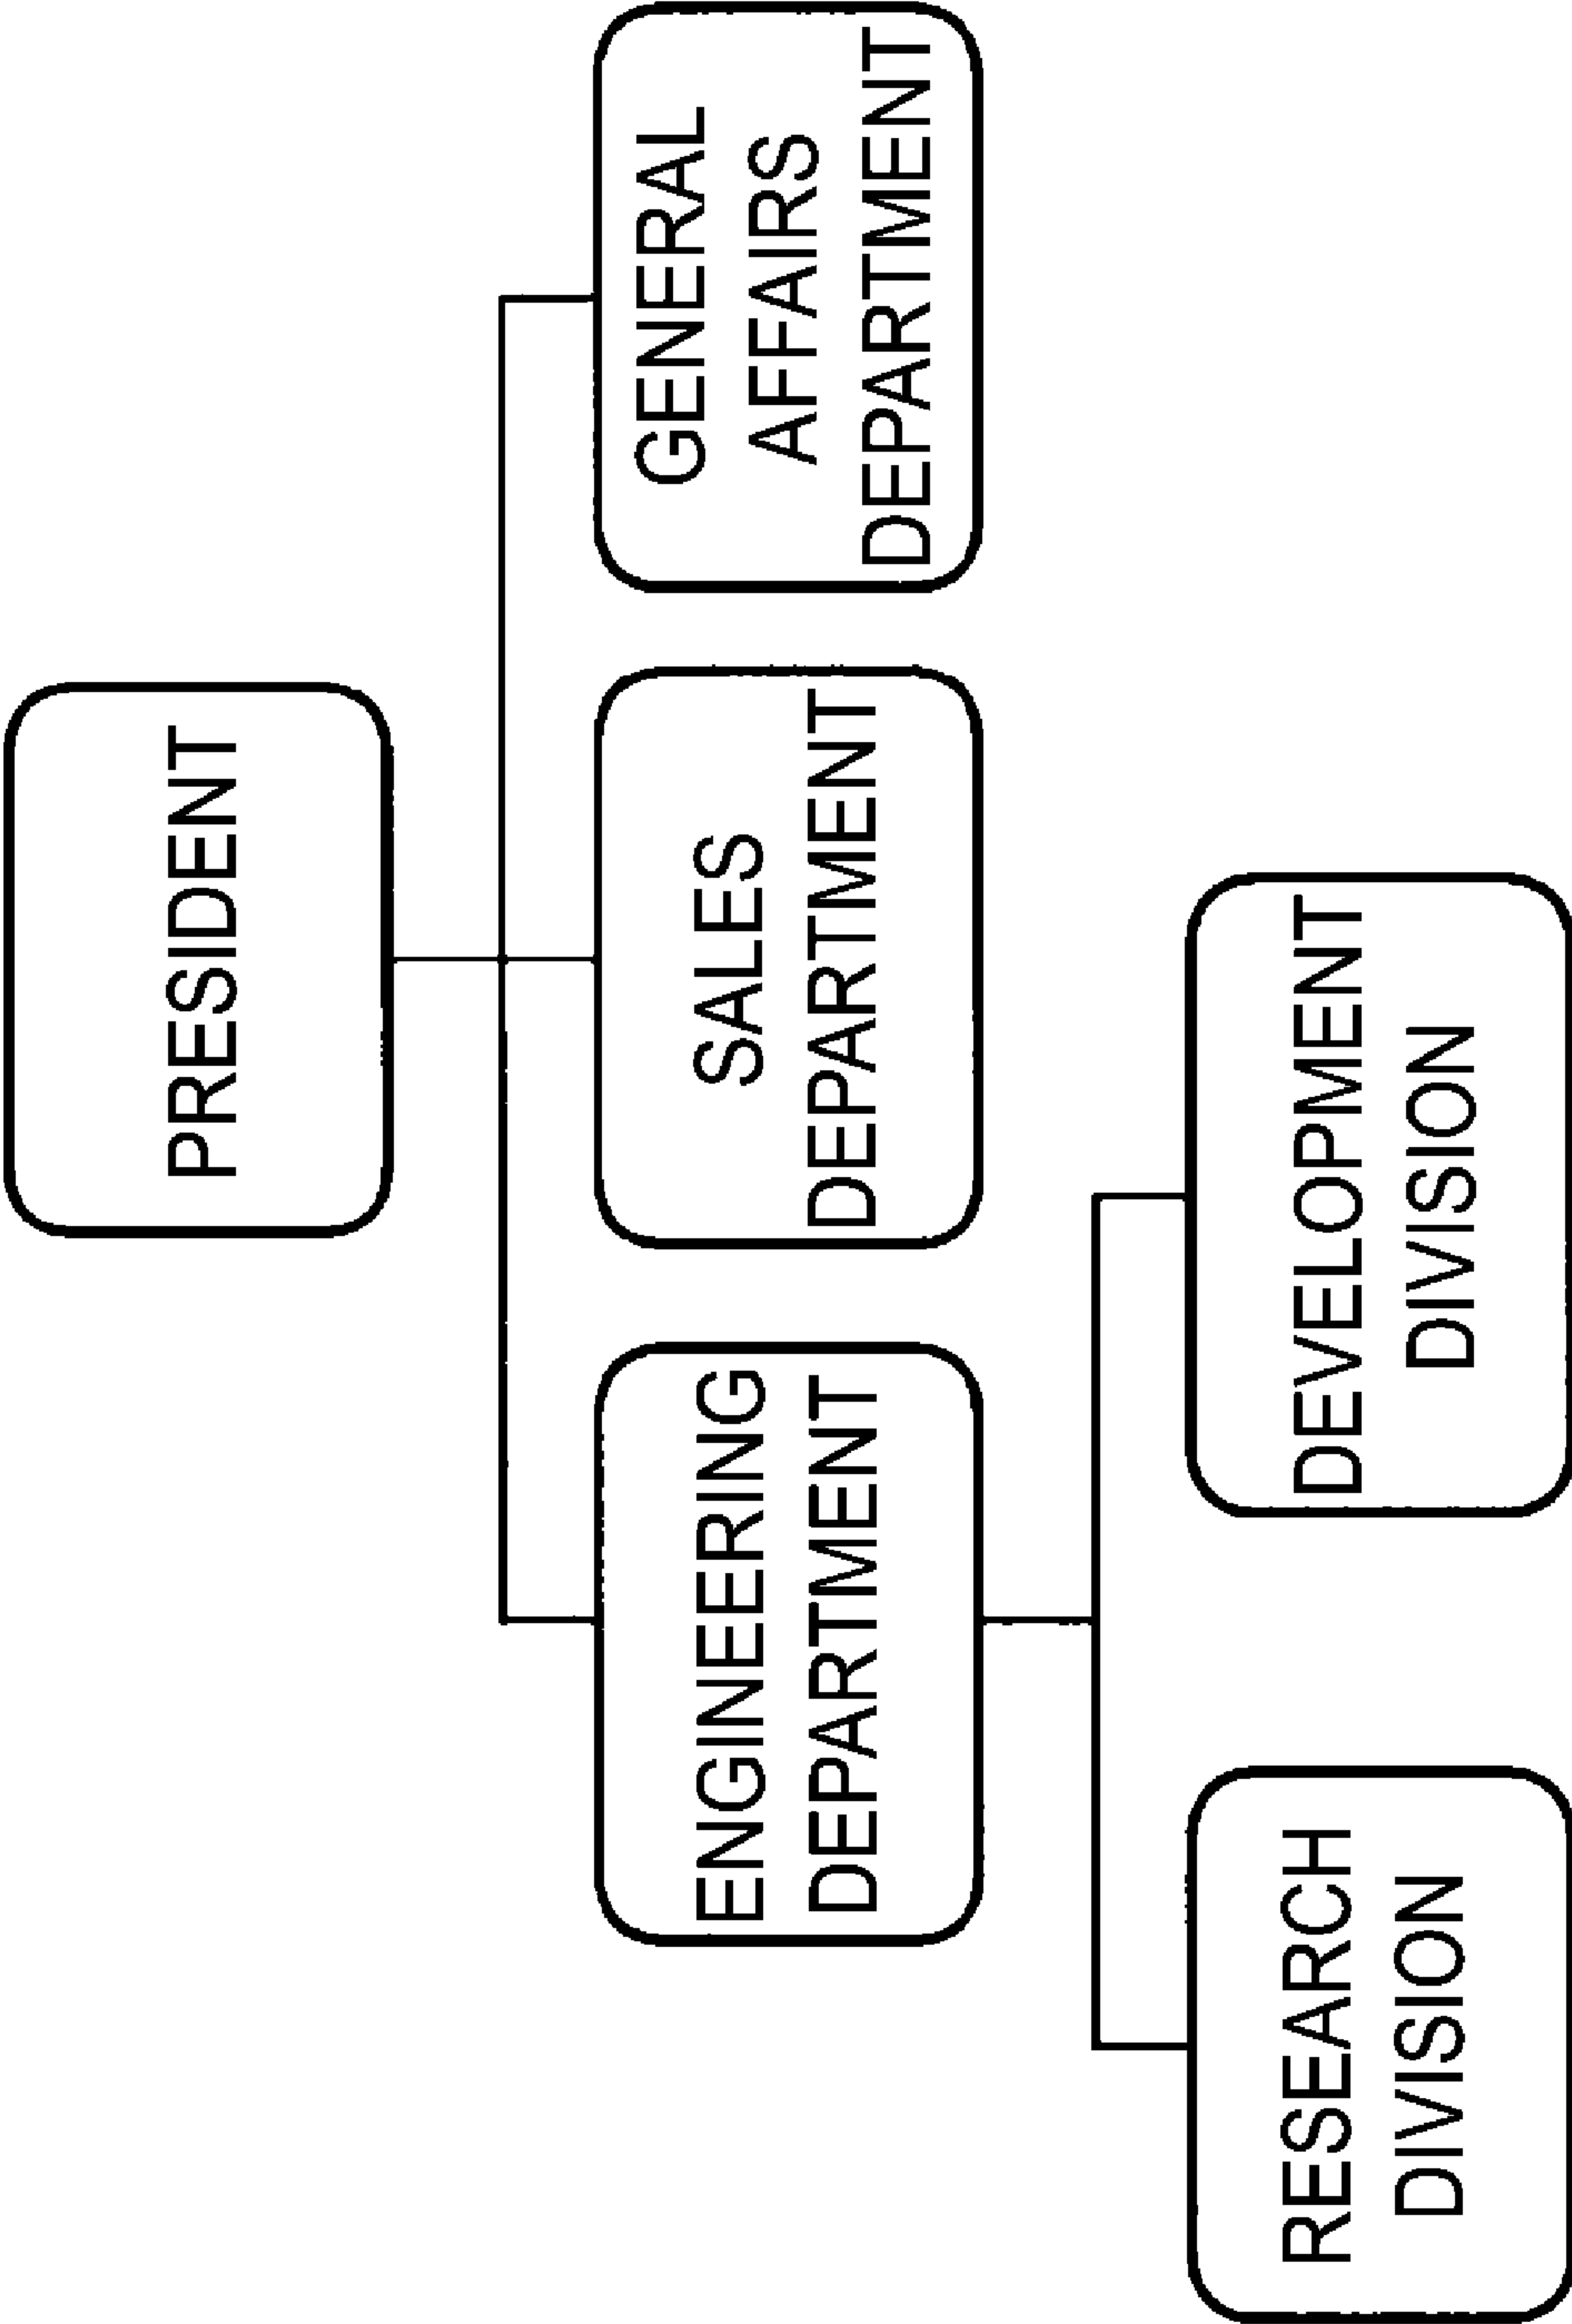 PRESIDENT
ENGINEERING
DEPARTMENT
SALES
DEPARTMENT
GENERAL
AFFAIRS
DEPARTMENT
RESEARCH
DIVISION
DEVELOPMENT
DIVISION